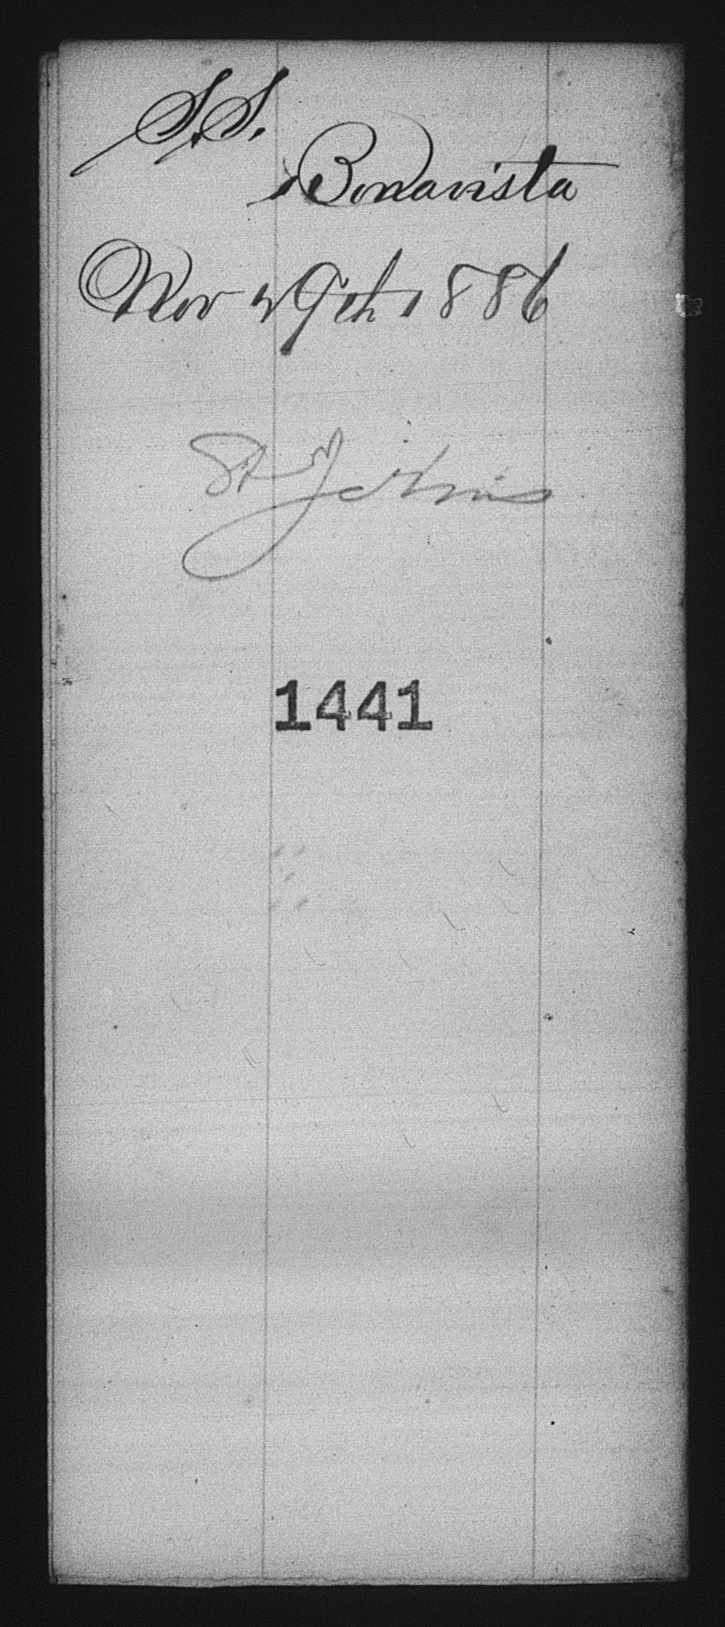 S.S.
Bonavista
Nov 29th 1886
St Johns
1441